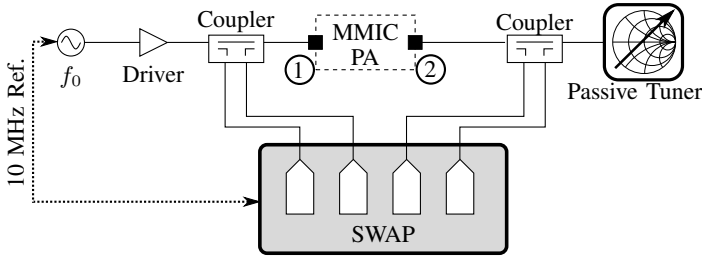 Coupler
MMIC
PA
Coupler
f₀
Driver
1
2
Passive Tuner
10 MHz Ref.
SWAP